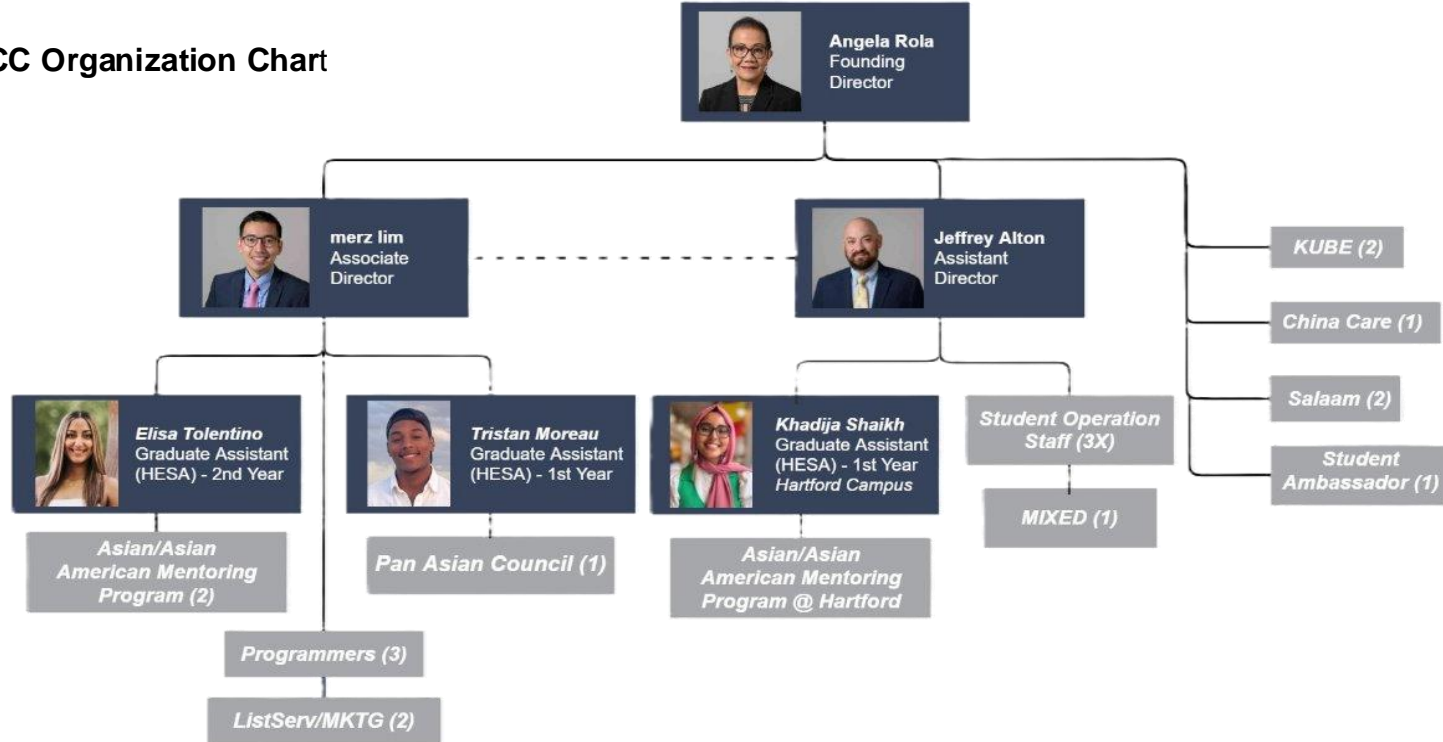 CC Organization Chart
Angela Rola
Founding
Director
merz lim
Associate
Director
Jeffrey Alton
Assistant
Director
KUBE (2)
China Care (1)
Salaam (2)
Student
Ambassador (1)
Elisa Tolentino
Graduate Assistant
(HESA) - 2nd Year
Tristan Moreau
Graduate Assistant
(HESA) - 1st Year
Khadija Shaikh
Graduate Assistant
(HESA) - 1st Year
Hartford Campus
Student Operation
Staff (3X)
MIXED (1)
Asian/Asian
American Mentoring
Program (2)
Pan Asian Council (1)
Asian/Asian
American Mentoring
Program @ Hartford
Programmers (3)
ListServ/MKTG (2)